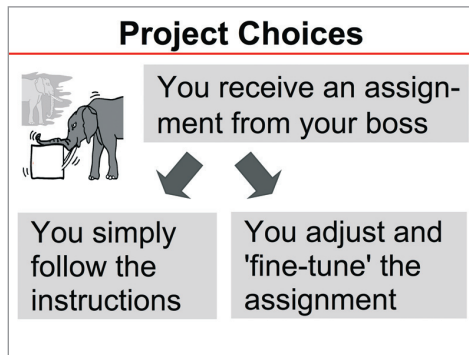 Project Choices
You receive an assign-
ment from your boss
You simply
follow the
instructions
You adjust and
'fine-tune' the
assignment